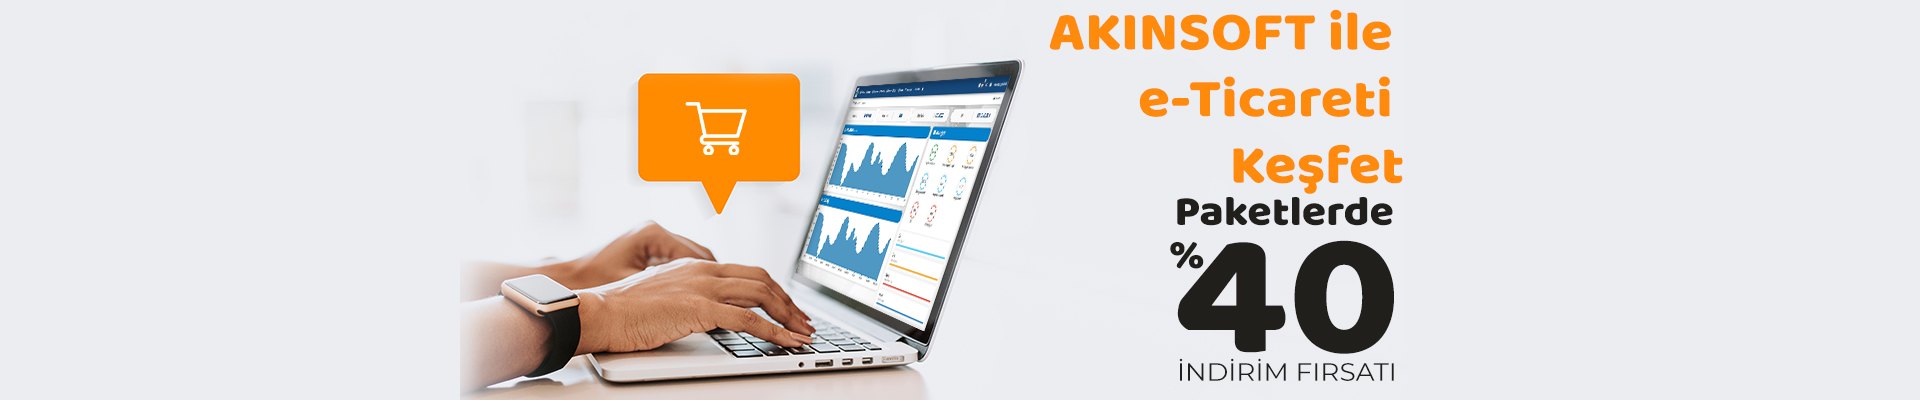 AKINSOFT ile
e-Ticareti
Keşfet
Paketlerde
%40
İNDİRİM FIRSATI